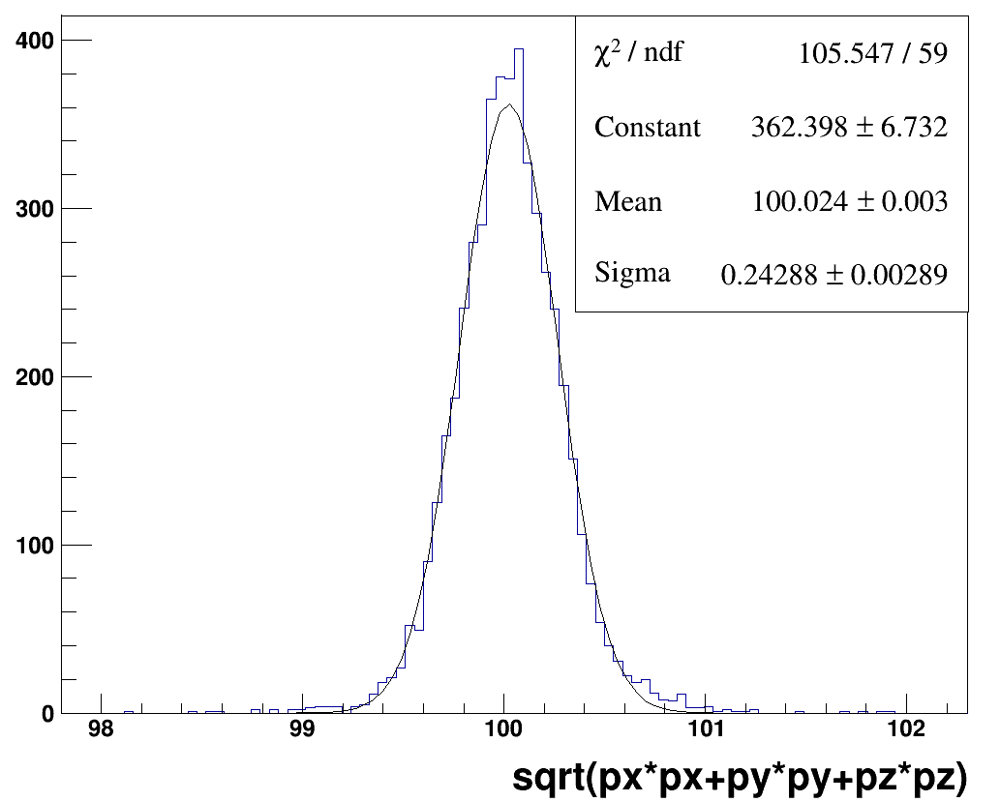 400
300
200
100
0
98 99 100 101 102
χ² / ndf 105.547 / 59
Constant 362.398 ± 6.732
Mean 100.024 ± 0.003
Sigma 0.24288 ± 0.00289
sqrt(px*px+py*py+pz*pz)